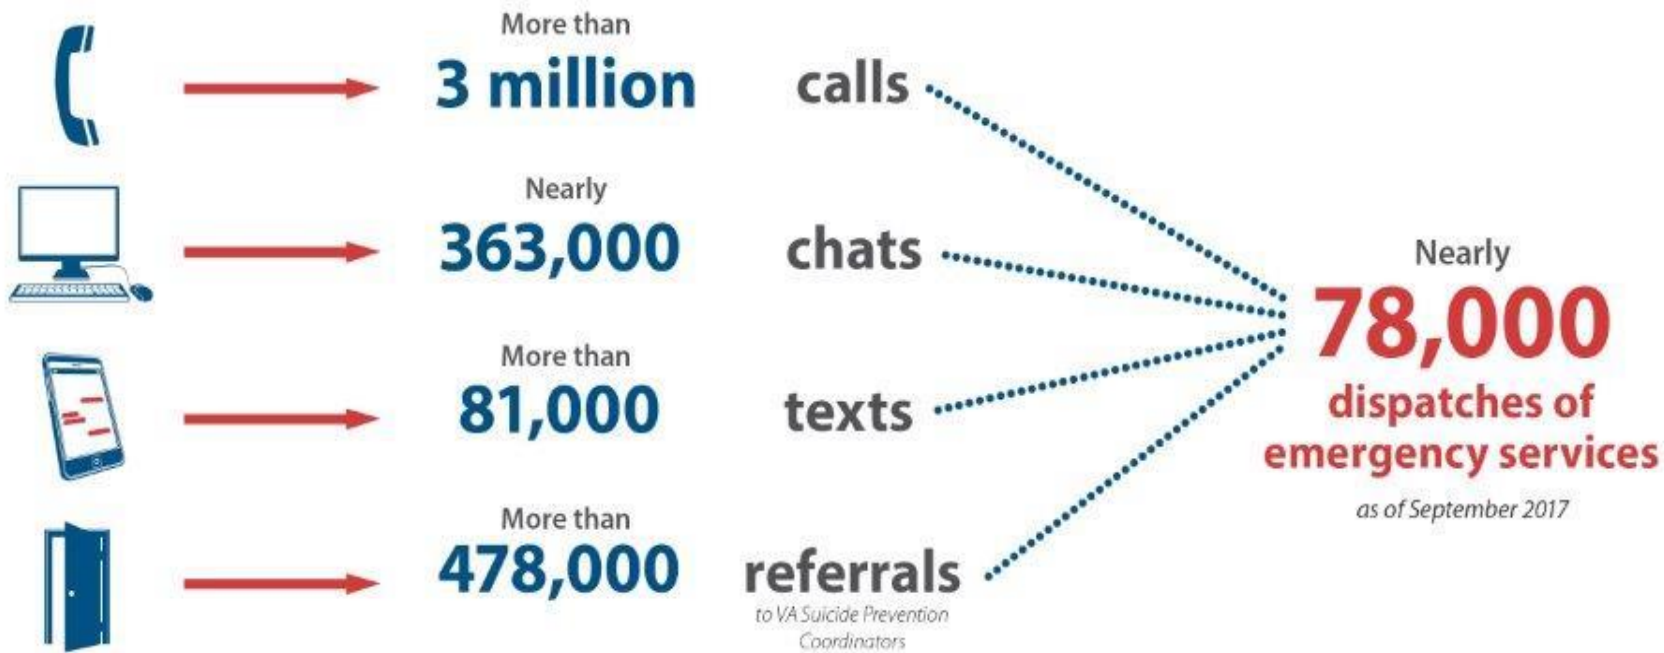 More than
3 million
calls
Nearly
363,000
chats
More than
81,000
texts
More than
478,000
referrals
to VA Suicide Prevention
Coordinators
Nearly
78,000
dispatches of
emergency services
as of September 2017